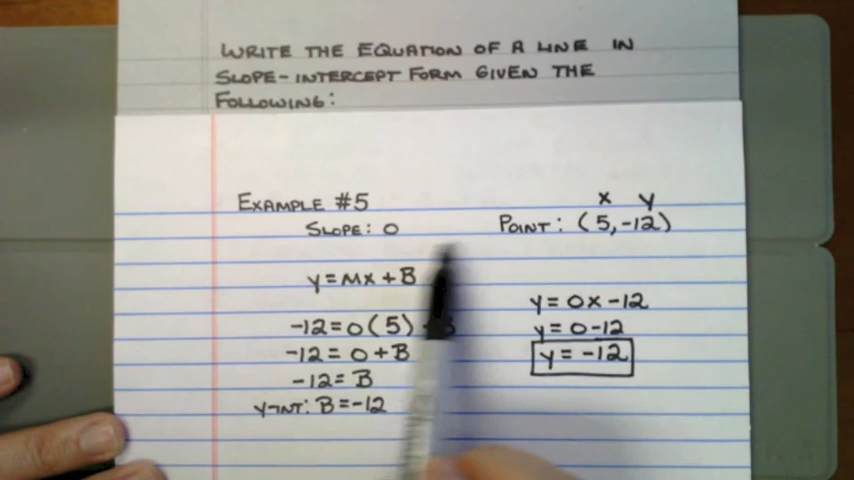 WRITE THE EQUATION OF A LINE IN
SLOPE-INTERCEPT FORM GIVEN THE
FOLLOWING:
EXAMPLE #5
SLOPE: 0
X Y
POINT: (5,-12)
y=MX+B
-12=0(5)
-12=0+B
-12=B
Y-INT: B=-12
y=0x-12
y=0-12
y=-12